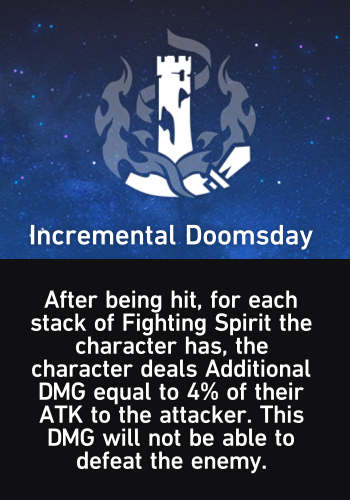 Incremental Doomsday
After being hit, for each
stack of Fighting Spirit the
character has, the
character deals Additional
DMG equal to 4% of their
ATK to the attacker. This
DMG will not be able to
defeat the enemy.